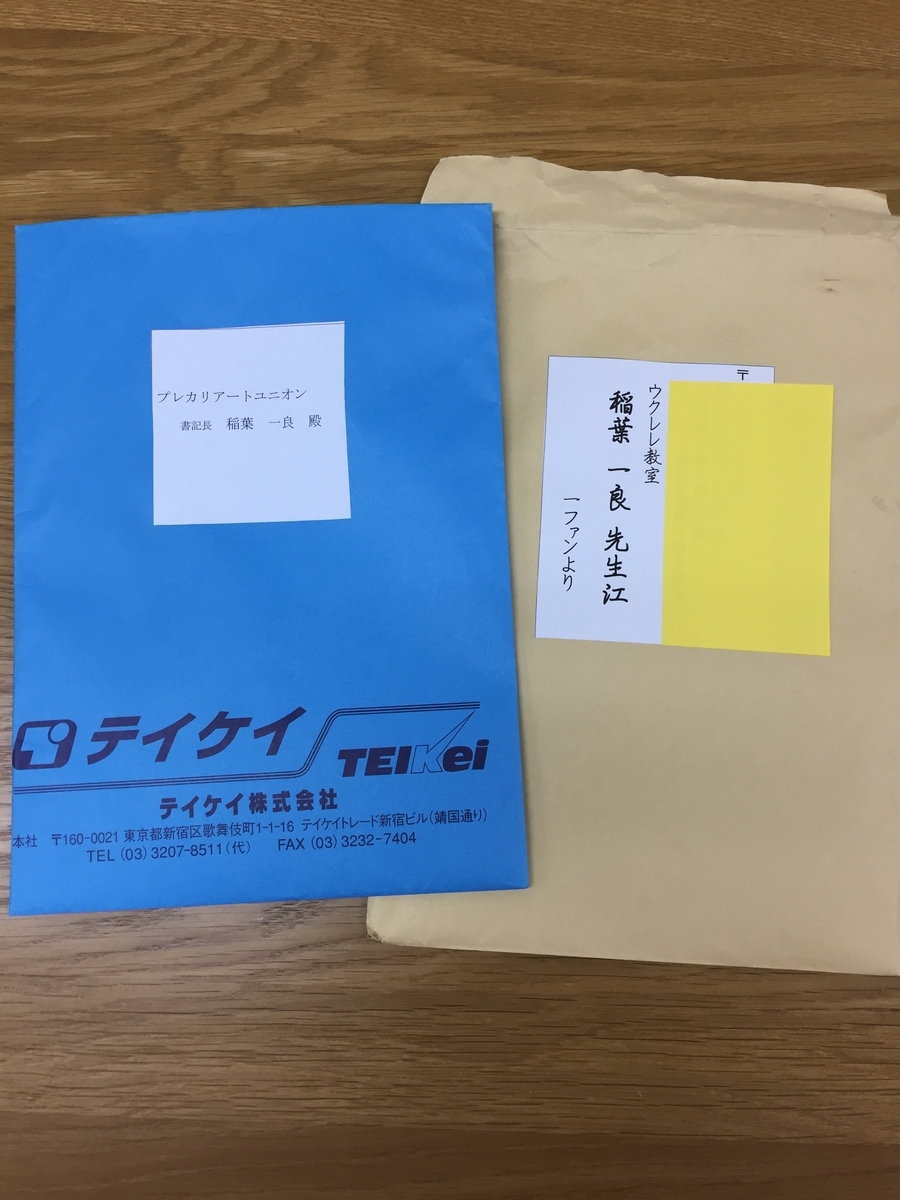 プレカリアートユニオン
書記長 稲葉 一良 殿
テイケイ
TEIKei
テイケイ株式会社
本社 〒160-0021 東京都新宿区歌舞伎町1-1-16 テイケイトレード新宿ビル(靖国通り)
TEL (03) 3207-8511(代) FAX (03) 3232-7404
〒
ウクレレ教室
稲葉 一良 先生江
一ファンより